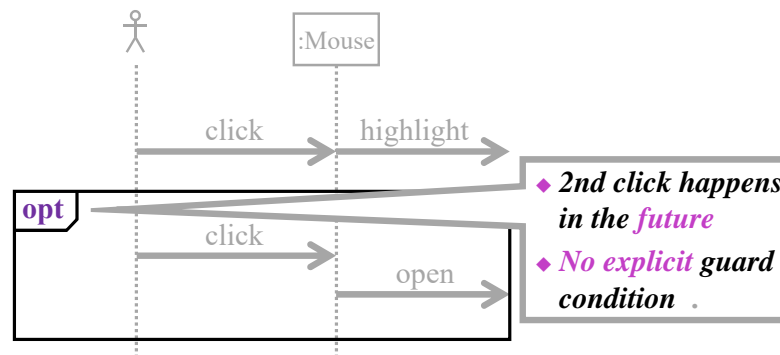 :Mouse
click
highlight
opt
◆ 2nd click happens
in the future
click
◆ No explicit guard
open
condition .